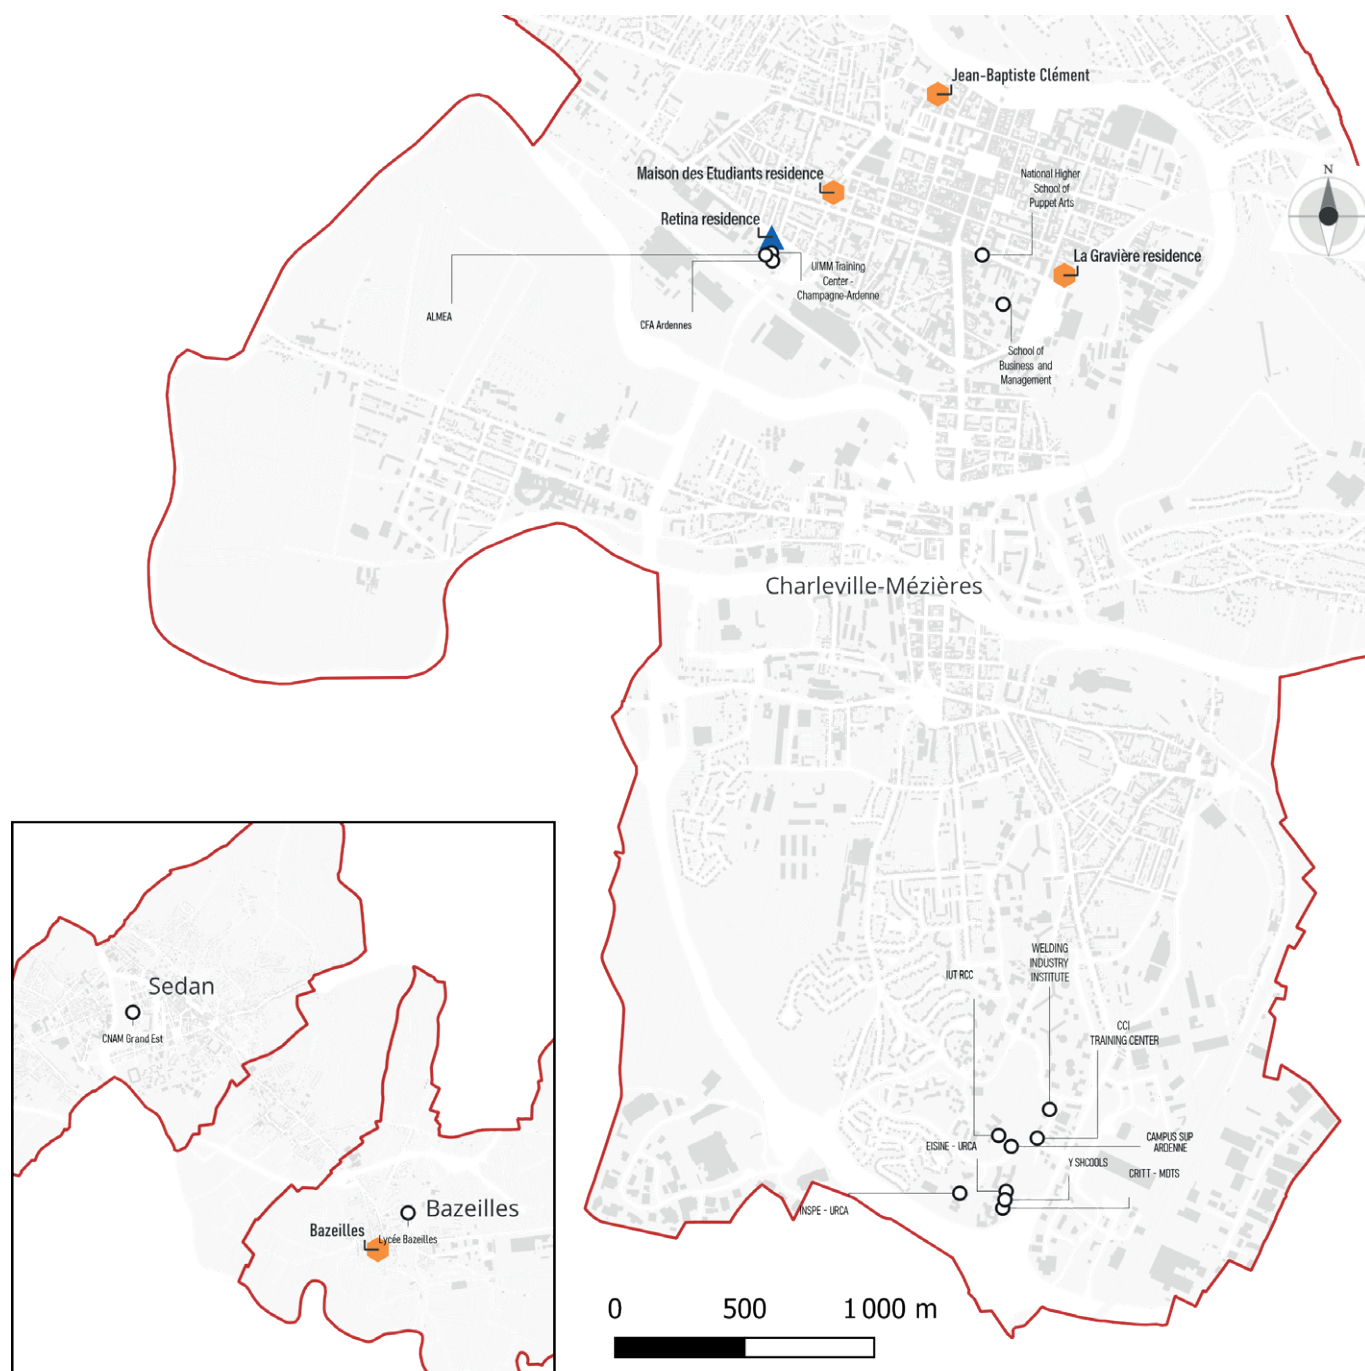 Jean-Baptiste Clément
N
Maison des Etudiants residence
National Higher
School of
Puppet Arts
Retina residence
La Gravière residence
UIMM Training
Center -
Champagne-Ardenne
ALMEA
CFA Ardennes
School of
Business and
Management
Charleville-Mézières
WELDING
INDUSTRY
INSTITUTE
IUT RCC
CCI
TRAINING CENTER
EISINE - URCA
CAMPUS SUP
ARDENNE
Y SHCOOLS
CRITT - MDTS
INSPE - URCA
Sedan
CNAM Grand Est
Bazeilles
Bazeilles
Lycée Bazeilles
0 500 1 000 m